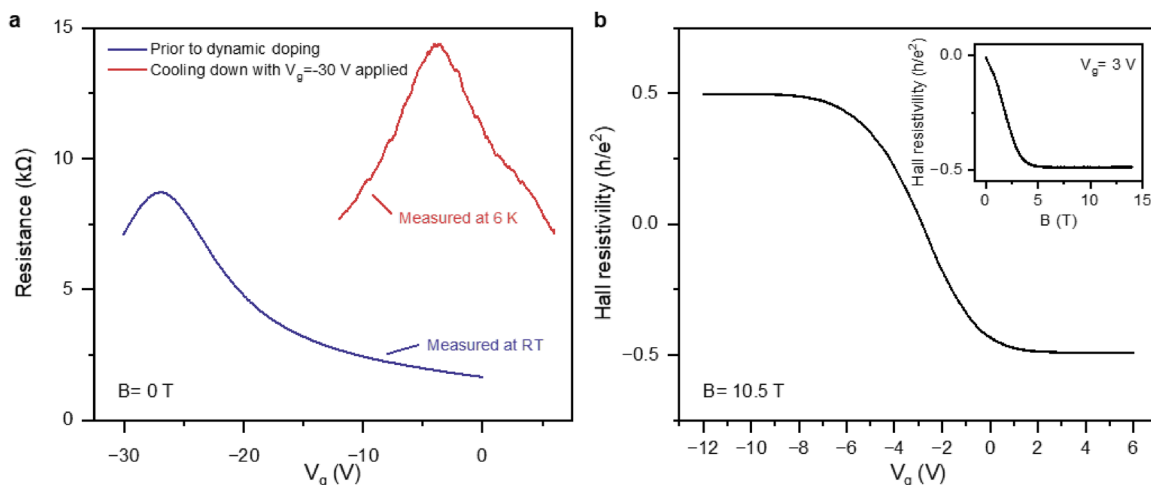 a
Prior to dynamic doping
Cooling down with Vg=-30 V applied
Measured at 6 K
Measured at RT
B= 0 T
Resistance (kΩ)
15
10
5
0
−30
−20
−10
0
Vg (V)
b
Hall resistivility (h/e²)
0.5
0.0
−0.5
B= 10.5 T
−12
−10
−8
−6
−4
−2
0
2
4
6
Vg (V)
Vg= 3 V
Hall resistivility (h/e²)
0.0
−0.5
0
5
10
15
B (T)